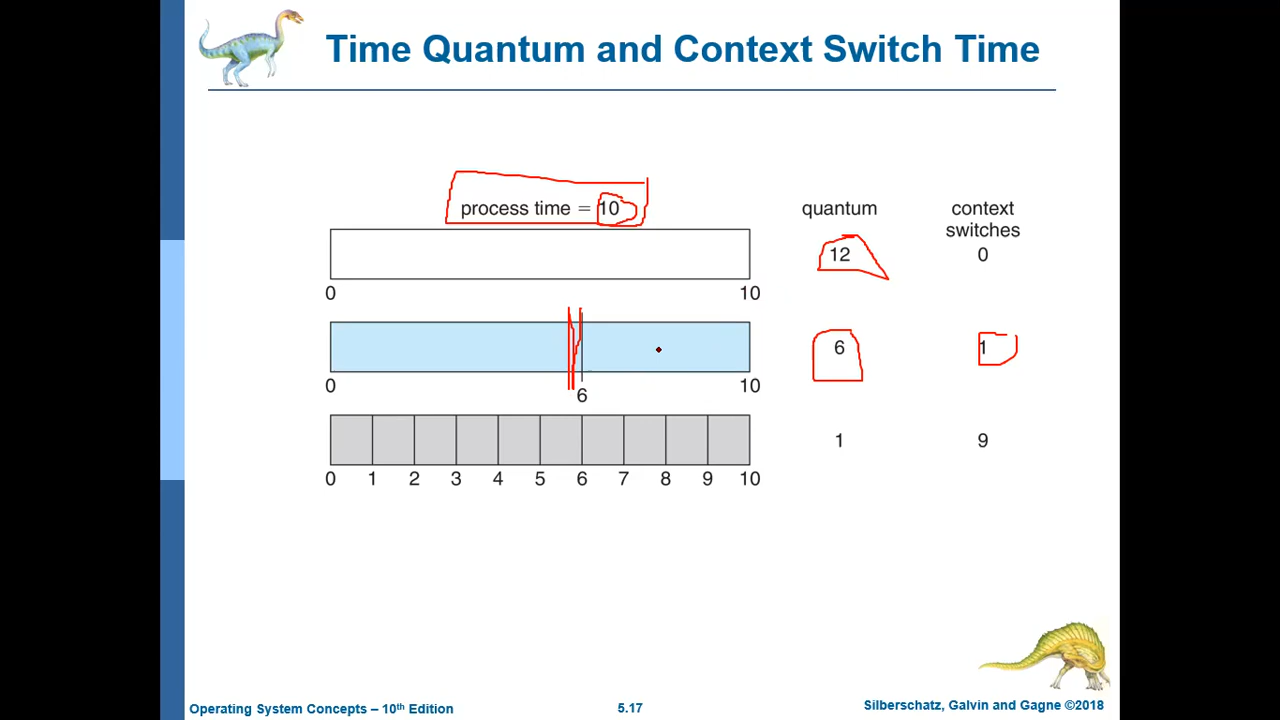 Time Quantum and Context Switch Time
process time = 10
quantum
context
switches
12
0
0
10
6
1
0
6
10
1
9
0 1 2 3 4 5 6 7 8 9 10
Operating System Concepts – 10th Edition
5.17
Silberschatz, Galvin and Gagne ©2018